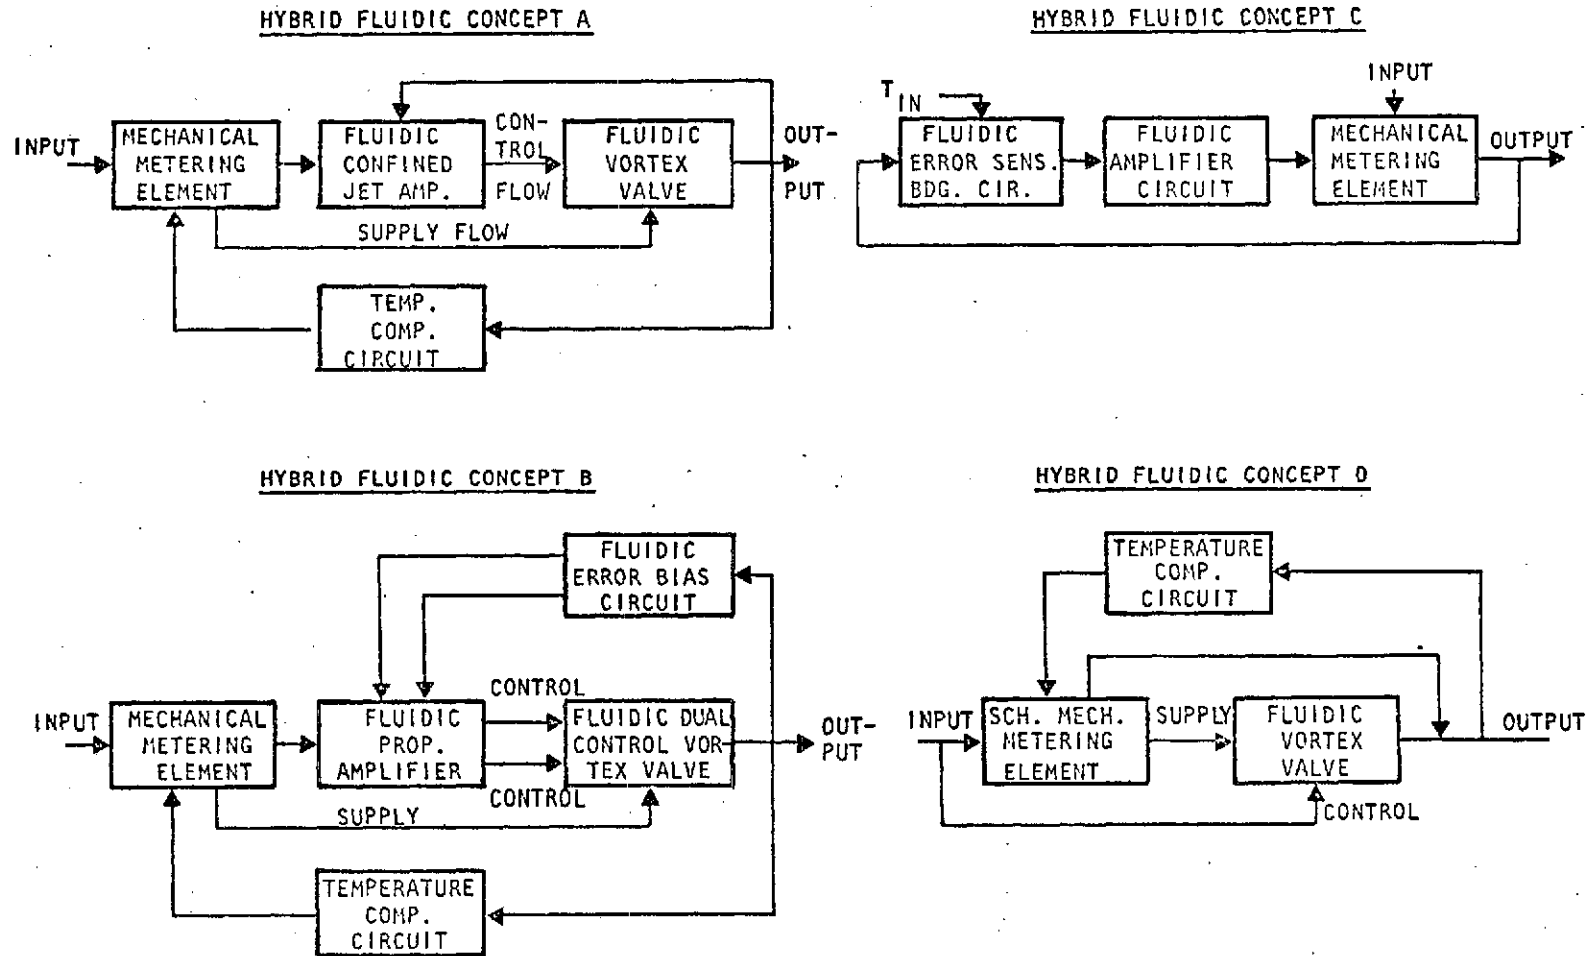 HYBRID FLUIDIC CONCEPT A
INPUT
MECHANICAL
METERING
ELEMENT
FLUIDIC
CONFINED
JET AMP.
CON-
TROL
FLOW
FLUIDIC
VORTEX
VALVE
OUT-
PUT
SUPPLY FLOW
TEMP.
COMP.
CIRCUIT
HYBRID FLUIDIC CONCEPT C
T IN
INPUT
FLUIDIC
ERROR SENS.
BDG. CIR.
FLUIDIC
AMPLIFIER
CIRCUIT
MECHANICAL
METERING
ELEMENT
OUTPUT
HYBRID FLUIDIC CONCEPT B
FLUIDIC
ERROR BIAS
CIRCUIT
INPUT
MECHANICAL
METERING
ELEMENT
FLUIDIC
PROP.
AMPLIFIER
CONTROL
CONTROL
FLUIDIC DUAL
CONTROL VOR
TEX VALVE
OUT-
PUT
SUPPLY
TEMPERATURE
COMP.
CIRCUIT
HYBRID FLUIDIC CONCEPT D
TEMPERATURE
COMP.
CIRCUIT
INPUT
SCH. MECH.
METERING
ELEMENT
SUPPLY
FLUIDIC
VORTEX
VALVE
OUTPUT
CONTROL